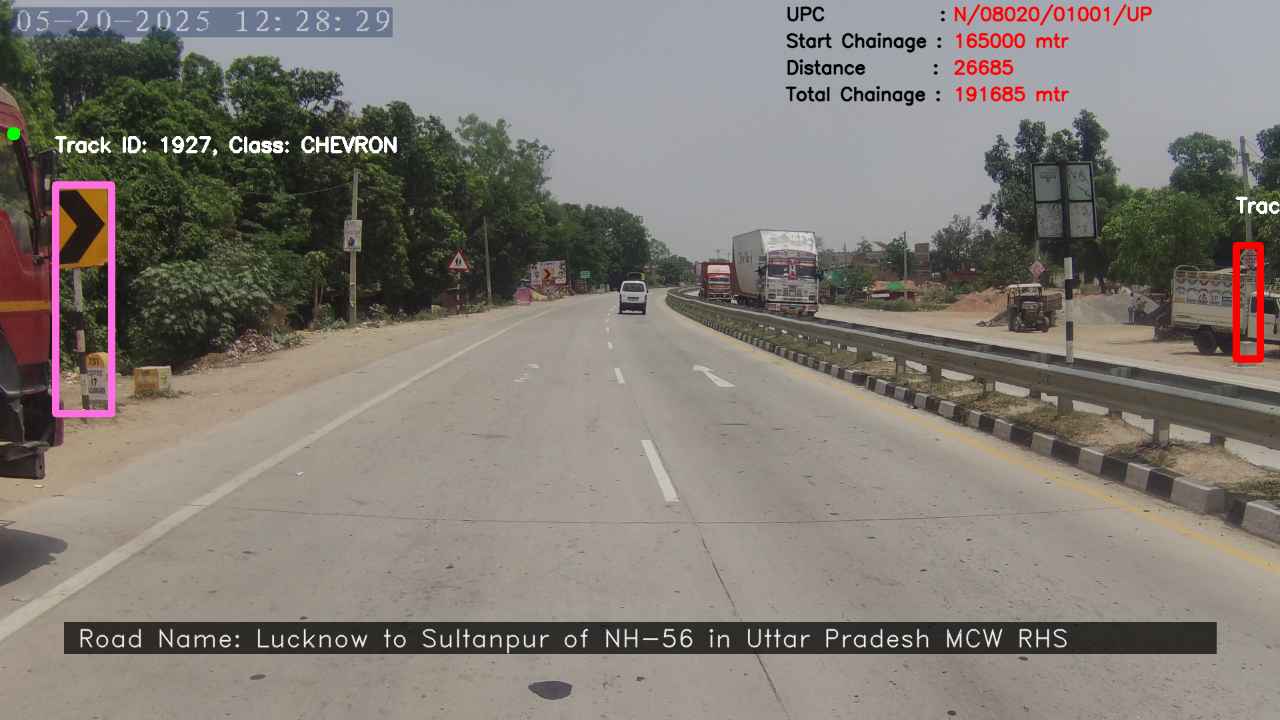 05-20-2025 12:28:29
UPC : N/08020/01001/UP
Start Chainage : 165000 mtr
Distance : 26685
Total Chainage : 191685 mtr
Track ID: 1927, Class: CHEVRON
Trac
17
Road Name: Lucknow to Sultanpur of NH-56 in Uttar Pradesh MCW RHS